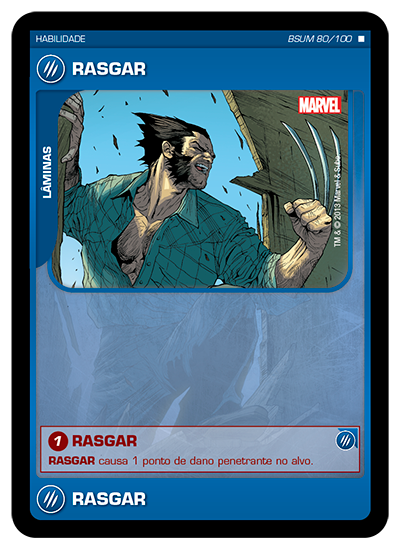 HABILIDADE
BSUM 80/100
RASGAR
MARVEL
LÂMINAS
TM & © 2013 Marvel & Subs.
1 RASGAR
RASGAR causa 1 ponto de dano penetrante no alvo.
RASGAR